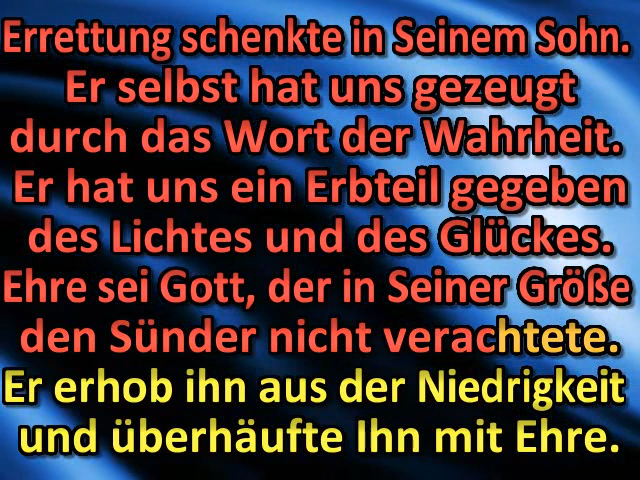 Errettung schenkte in Seinem Sohn.
Er selbst hat uns gezeugt
durch das Wort der Wahrheit.
Er hat uns ein Erbteil gegeben
des Lichtes und des Glückes.
Ehre sei Gott, der in Seiner Größe
den Sünder nicht verachtete.
Er erhob ihn aus der Niedrigkeit
und überhäufte Ihn mit Ehre.